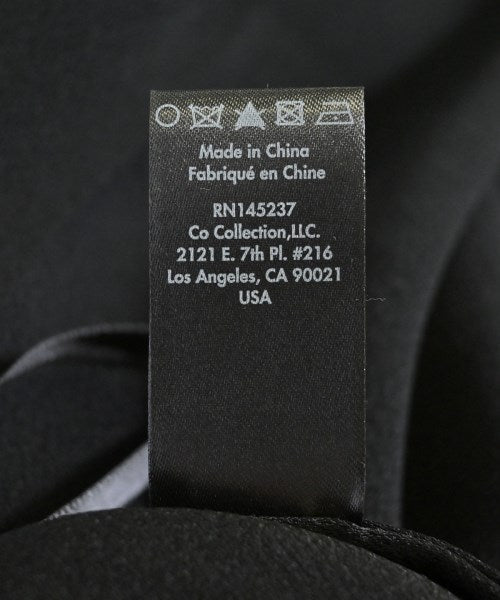 Made in China
Fabriqué en Chine
RN145237
Co Collection,LLC.
2121 E. 7th Pl. #216
Los Angeles, CA 90021
USA